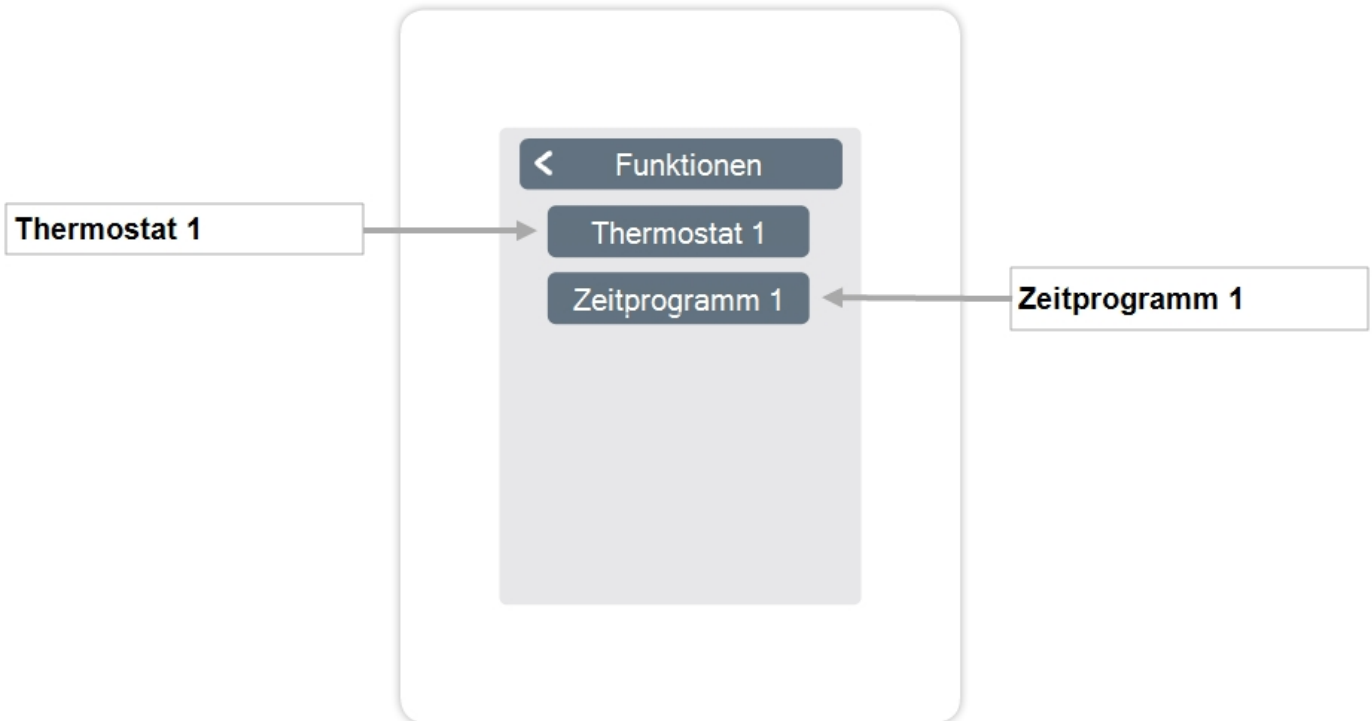 Funktionen
Thermostat 1
Thermostat 1
Zeitprogramm 1
Zeitprogramm 1